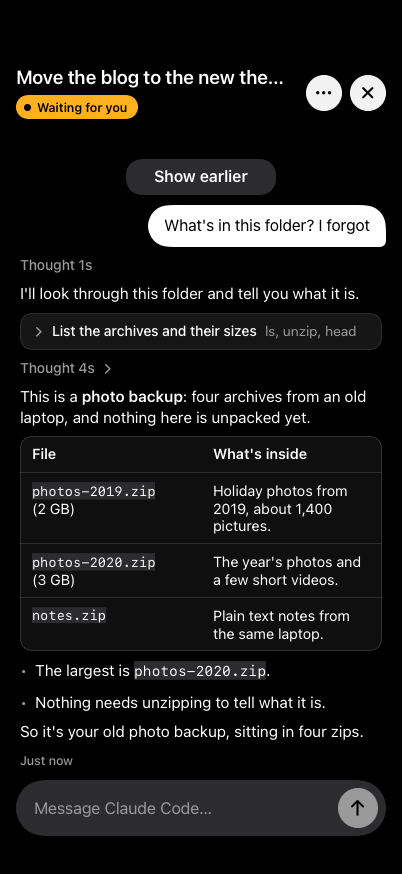 Move the blog to the new the...
Waiting for you
Show earlier
What's in this folder? I forgot
Thought 1s
I'll look through this folder and tell you what it is.
List the archives and their sizes ls, unzip, head
Thought 4s
This is a photo backup: four archives from an old
laptop, and nothing here is unpacked yet.
File What's inside
photos-2019.zip Holiday photos from
(2 GB) 2019, about 1,400
pictures.
photos-2020.zip The year's photos and
(3 GB) a few short videos.
notes.zip Plain text notes from
the same laptop.
• The largest is photos-2020.zip.
• Nothing needs unzipping to tell what it is.
So it's your old photo backup, sitting in four zips.
Just now
Message Claude Code...